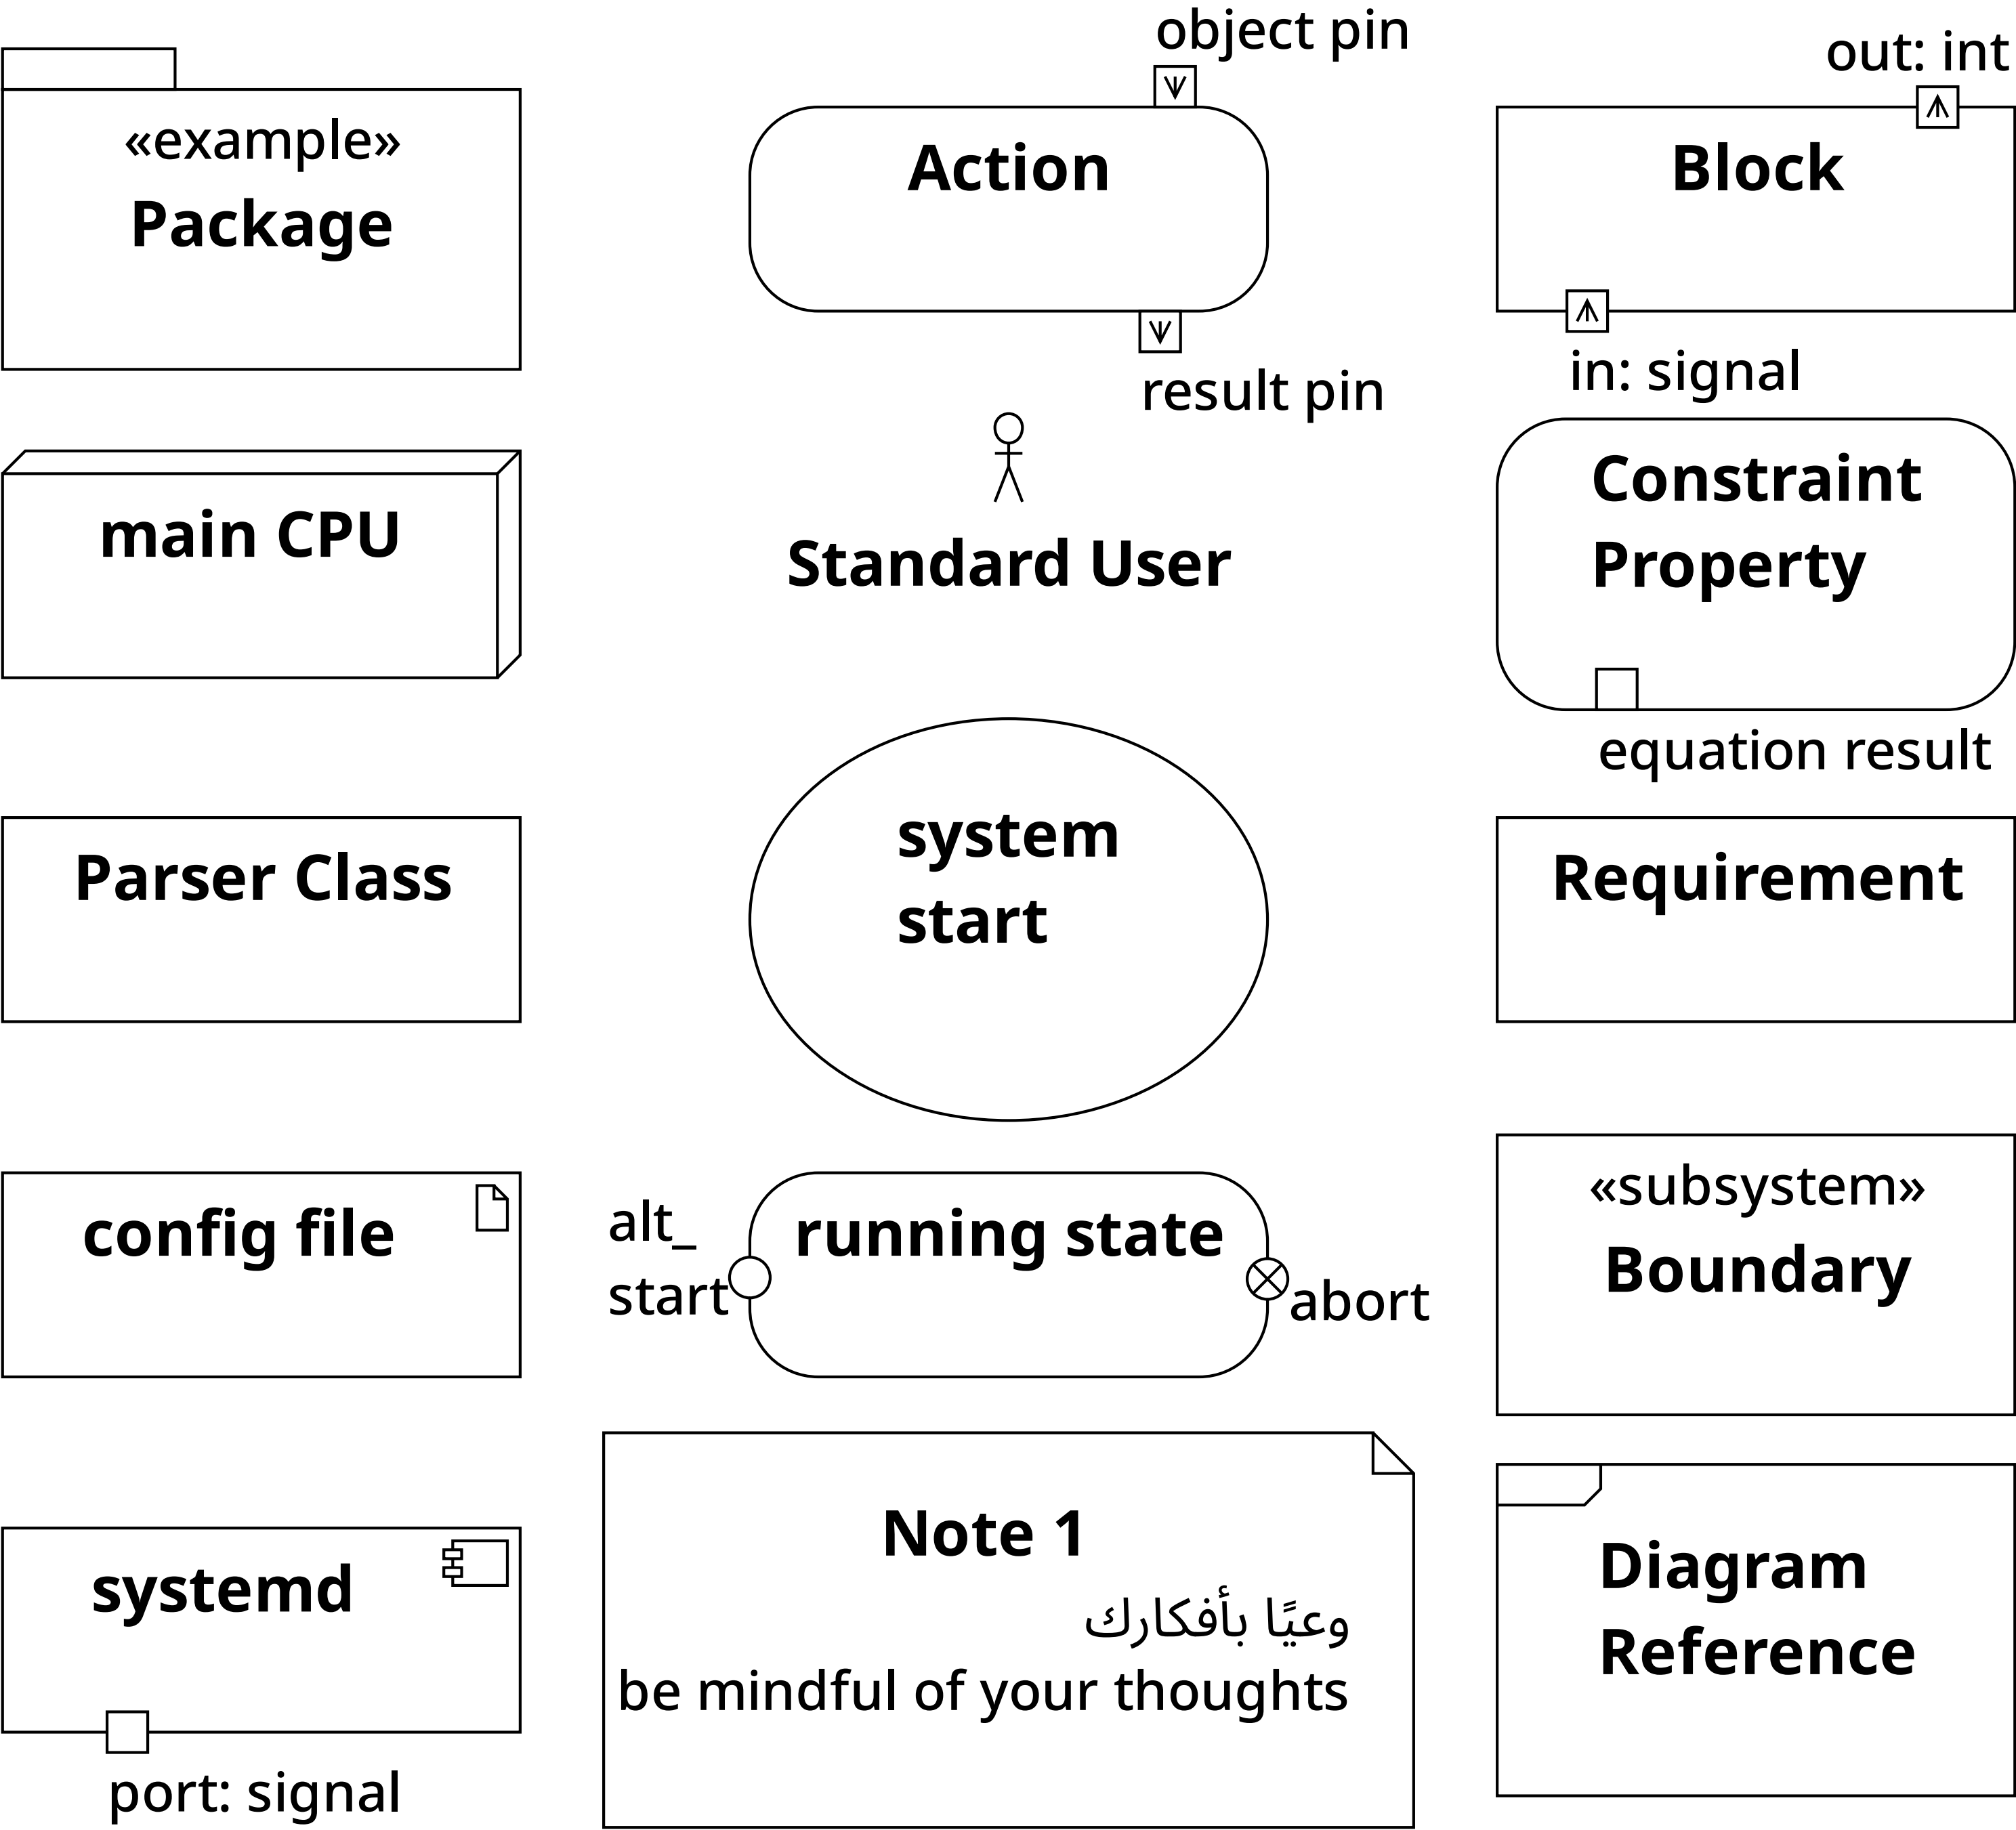 «example»
Package
object pin
Action
result pin
out: int
Block
in: signal
main CPU
Standard User
Constraint
Property
equation result
Parser Class
system
start
Requirement
config file
alt_
start
running state
abort
«subsystem»
Boundary
systemd
port: signal
Note 1
وعيًا بأفكارك
be mindful of your thoughts
Diagram
Reference